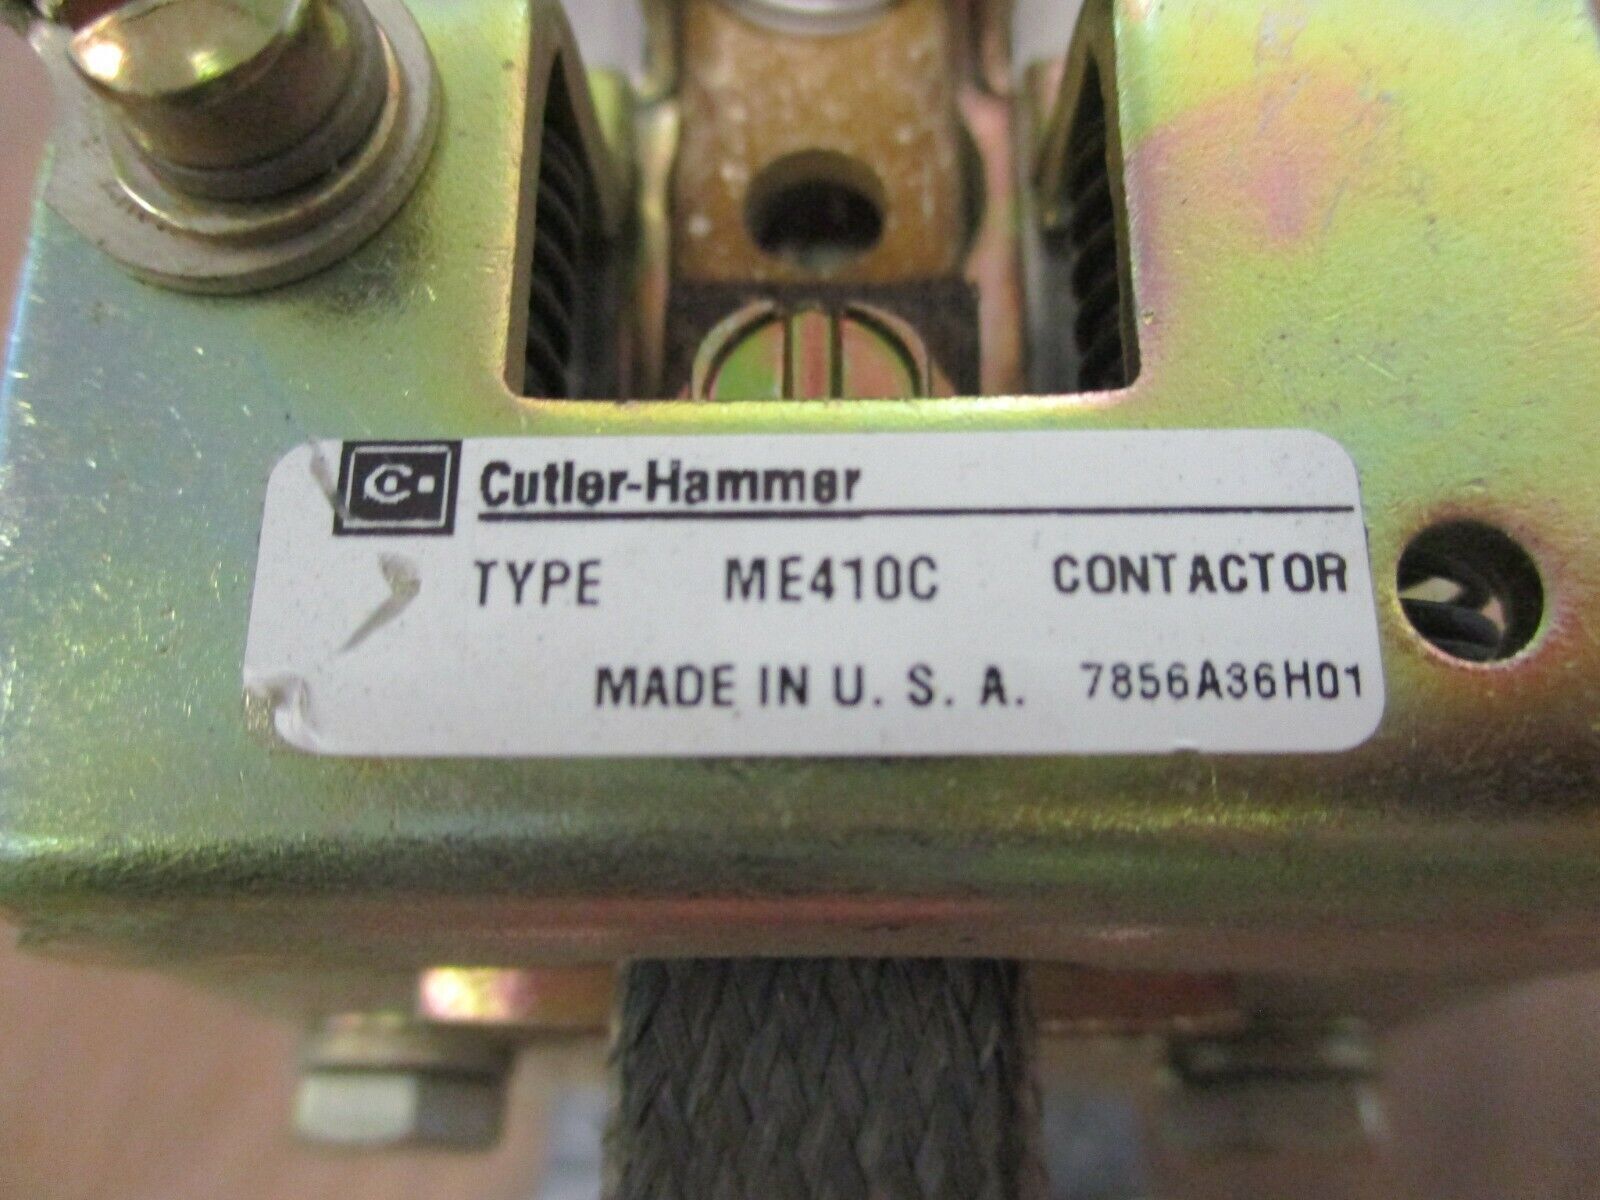 Cutler-Hammer
TYPE ME410C CONTACTOR
MADE IN U. S. A. 7856A36H01